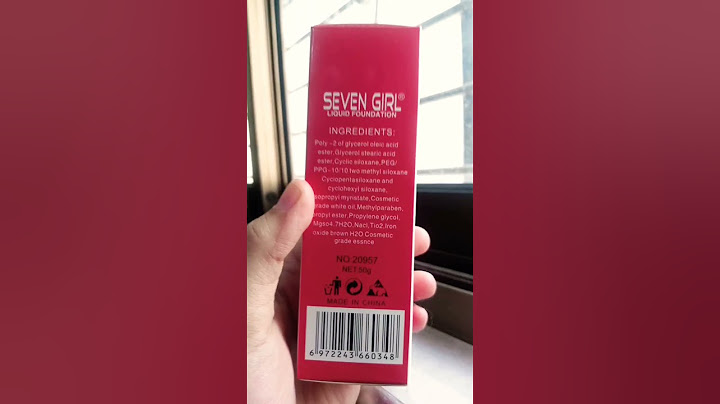 SEVEN GIRL®
LIQUID FOUNDATION
INGREDIENTS:
Poly -2 of glycerol oleic acid
ester,Glycerol stearic acid
ester,Cyclic siloxane,PEG/
PPG-10/10 two methyl siloxane
Cyclopentasiloxane and
cyclohexyl siloxane,
sopropyl myristate,Cosmetic
grade white oil,Methylparaben,
propyl ester,Propylene glycol,
Mgso4,7H2O,Nacl,Tio2,Iron
oxide brown H2O Cosmetic
grade essnce
NO:20957
NET:50g
MADE IN CHINA
6 972243 660348